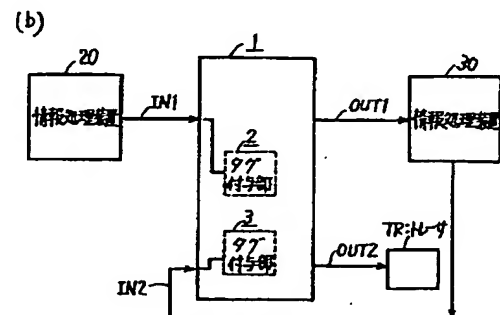 (b)
20
情報処理装置
IN1
1
2
タグ
付与部
3
タグ
付与部
IN2
OUT1
30
情報処理装置
OUT2
TR:トレーサ